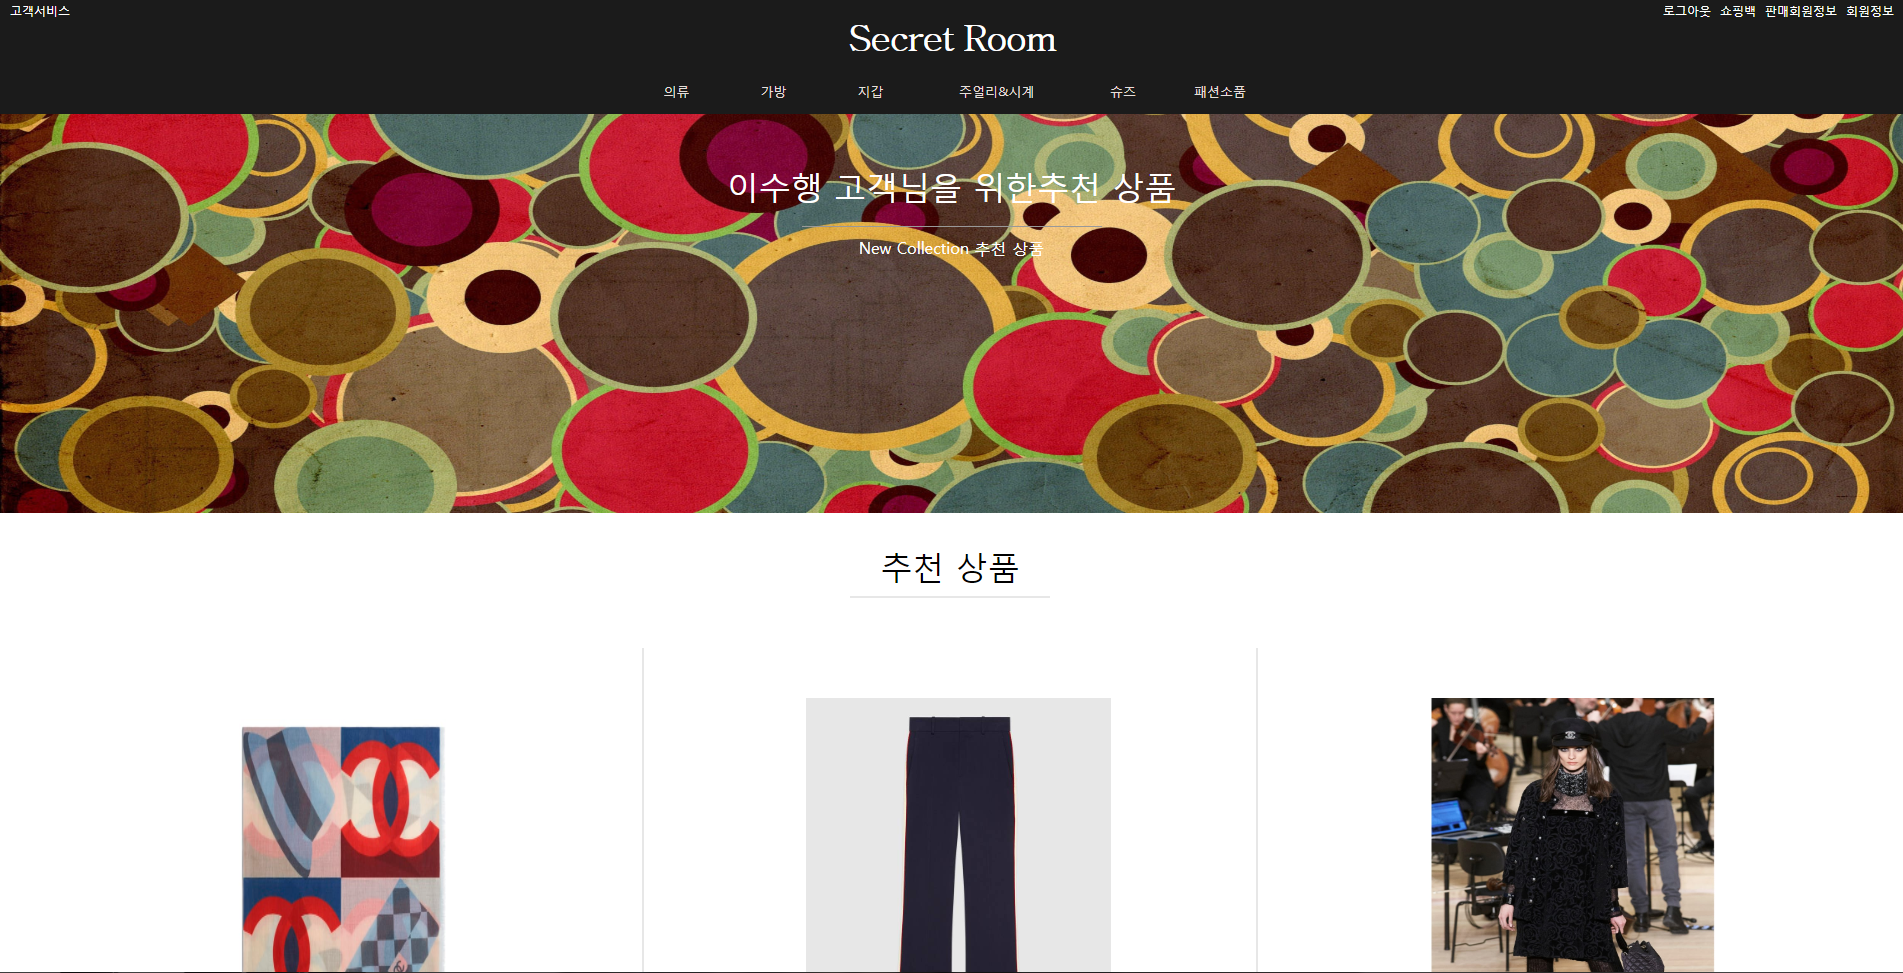 고객서비스
로그아웃 쇼핑백 판매회원정보 회원정보
Secret Room
의류 가방 지갑 주얼리&시계 슈즈 패션소품
이수행 고객님을 위한추천 상품
New Collection 추천 상품
추천 상품